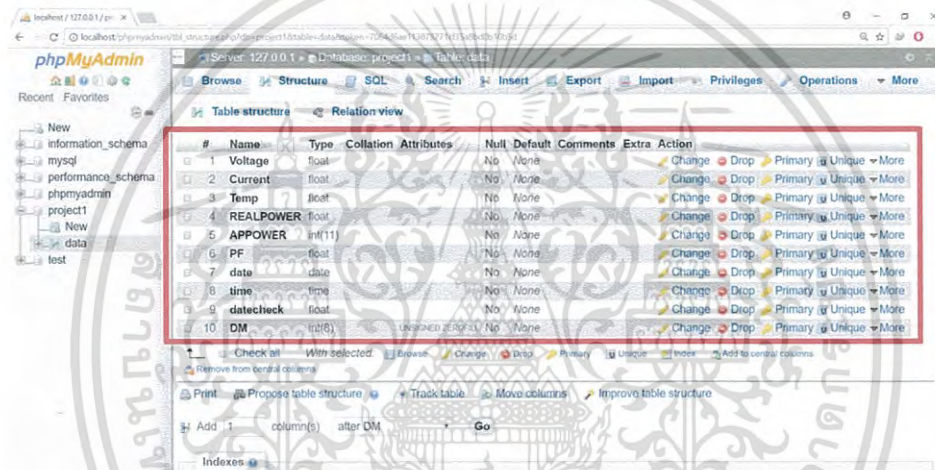 localhost / 127.0.0.1 / pr
phpMyAdmin
Recent Favorites
New
information_schema
mysql
performance_schema
phpmyadmin
project1
New
data
test
Server: 127.0.0.1 » Database: project1 » Table: data
Browse Structure SQL Search Insert Export Import Privileges Operations More
Table structure Relation view
# Name Type Collation Attributes Null Default Comments Extra Action
1 Voltage float No None Change Drop Primary Unique More
2 Current float No None Change Drop Primary Unique More
3 Temp float No None Change Drop Primary Unique More
4 REALPOWER float No None Change Drop Primary Unique More
5 APPOWER int(11) No None Change Drop Primary Unique More
6 PF float No None Change Drop Primary Unique More
7 date date No None Change Drop Primary Unique More
8 time time No None Change Drop Primary Unique More
9 datecheck float No None Change Drop Primary Unique More
10 DM int(6) UNSIGNED ZEROFILL No None Change Drop Primary Unique More
Check all With selected: Browse Change Drop Primary Unique Index Add to central columns
Remove from central columns
Print Propose table structure Track table Move columns Improve table structure
Add 1 column(s) after DM Go
Indexes